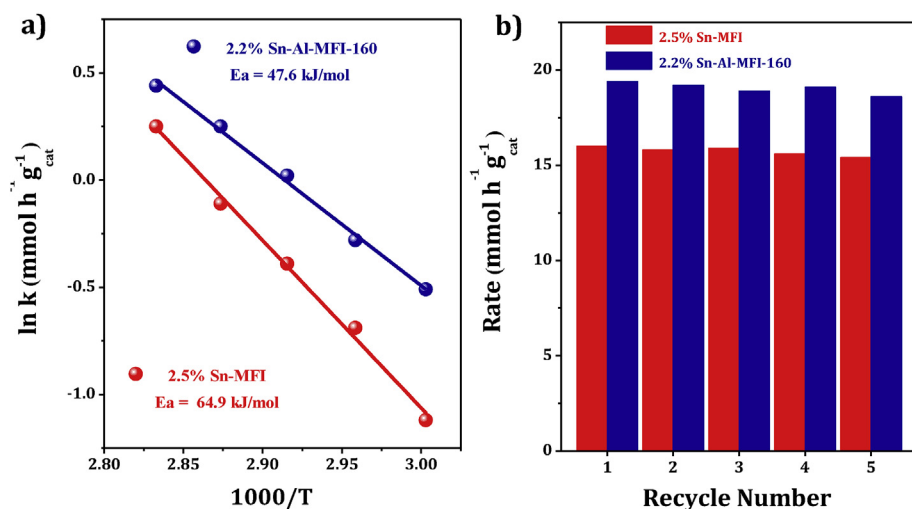 a)
2.2% Sn-Al-MFI-160
Ea = 47.6 kJ/mol
0.5
0.0
-0.5
-1.0
ln k (mmol h-1 g-1cat)
2.5% Sn-MFI
Ea = 64.9 kJ/mol
2.80 2.85 2.90 2.95 3.00
1000/T
b)
2.5% Sn-MFI
2.2% Sn-Al-MFI-160
20
15
10
5
0
Rate (mmol h-1 g-1cat)
1 2 3 4 5
Recycle Number